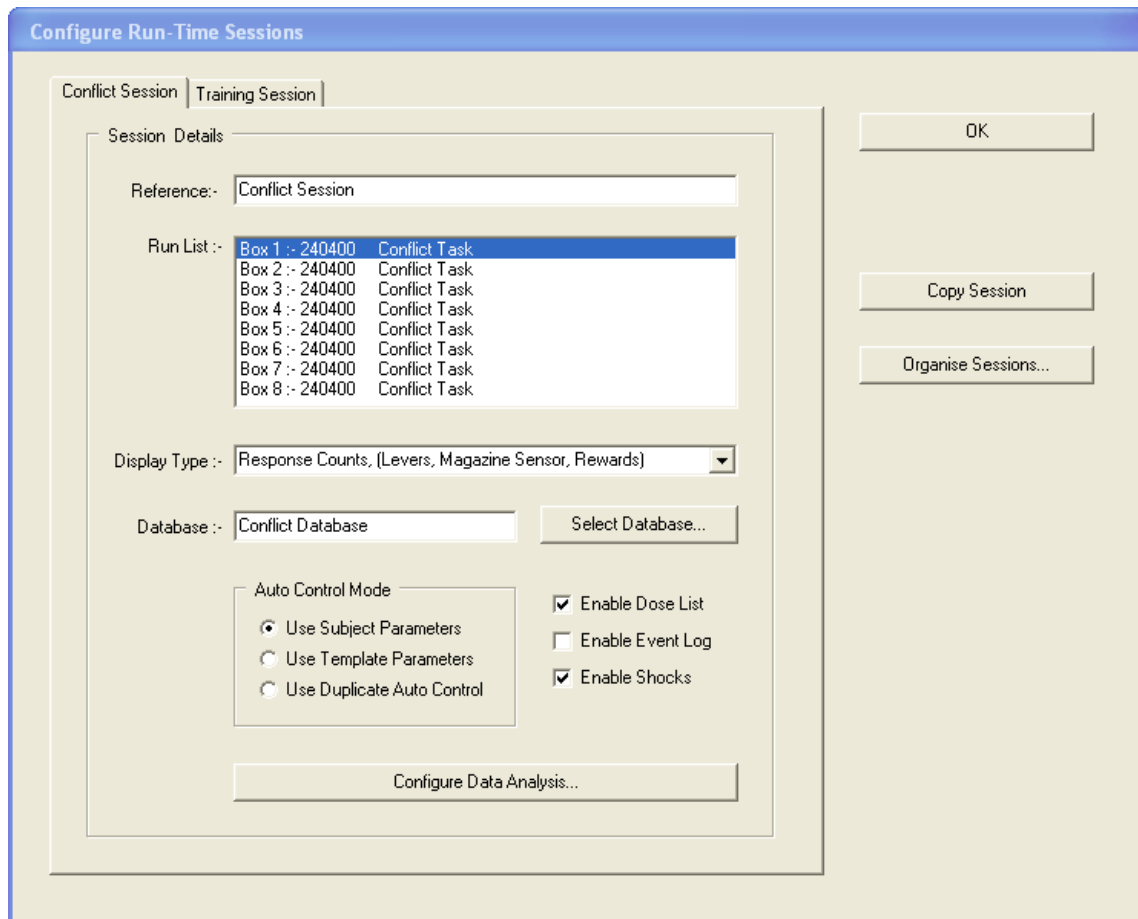 Configure Run-Time Sessions
Conflict Session
Training Session
Session Details
Reference:-
Conflict Session
Run List :-
Box 1 :- 240400 Conflict Task
Box 2 :- 240400 Conflict Task
Box 3 :- 240400 Conflict Task
Box 4 :- 240400 Conflict Task
Box 5 :- 240400 Conflict Task
Box 6 :- 240400 Conflict Task
Box 7 :- 240400 Conflict Task
Box 8 :- 240400 Conflict Task
Display Type :-
Response Counts, (Levers, Magazine Sensor, Rewards)
Database :-
Conflict Database
Select Database...
Auto Control Mode
Use Subject Parameters
Use Template Parameters
Use Duplicate Auto Control
Enable Dose List
Enable Event Log
Enable Shocks
Configure Data Analysis...
OK
Copy Session
Organise Sessions...